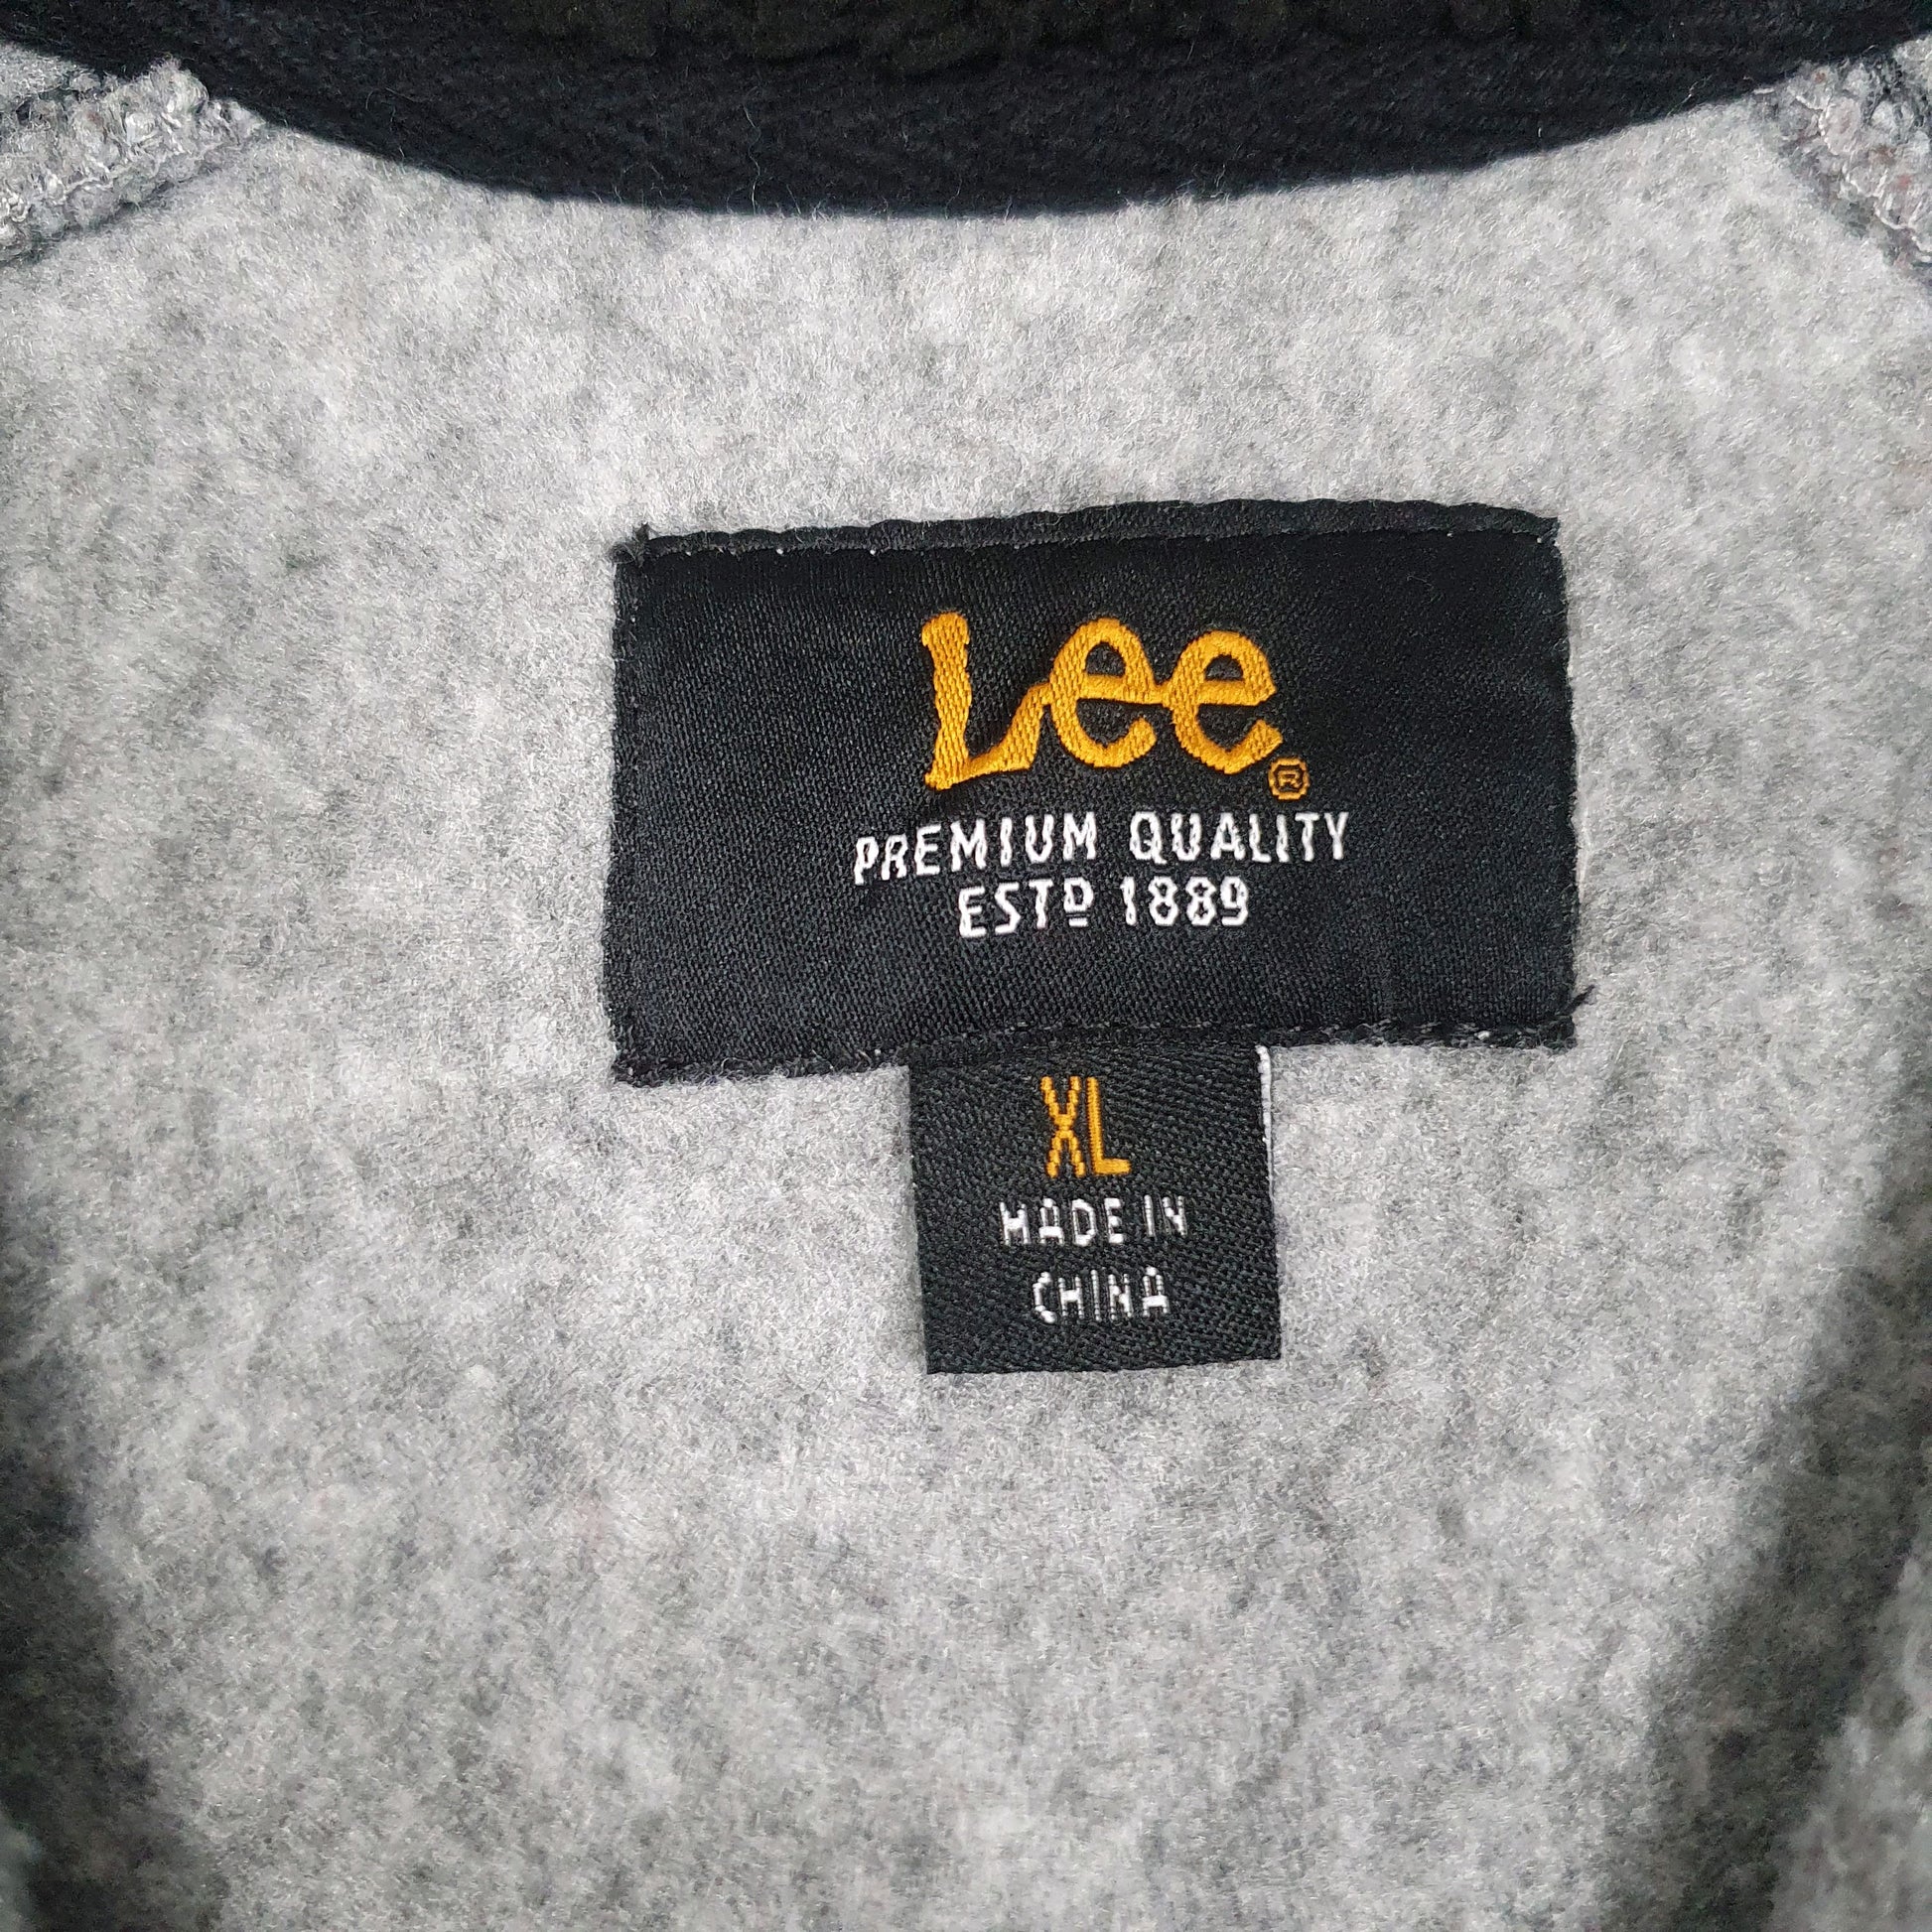 Lee®
PREMIUM QUALITY
ESTD 1889
XL
MADE IN
CHINA